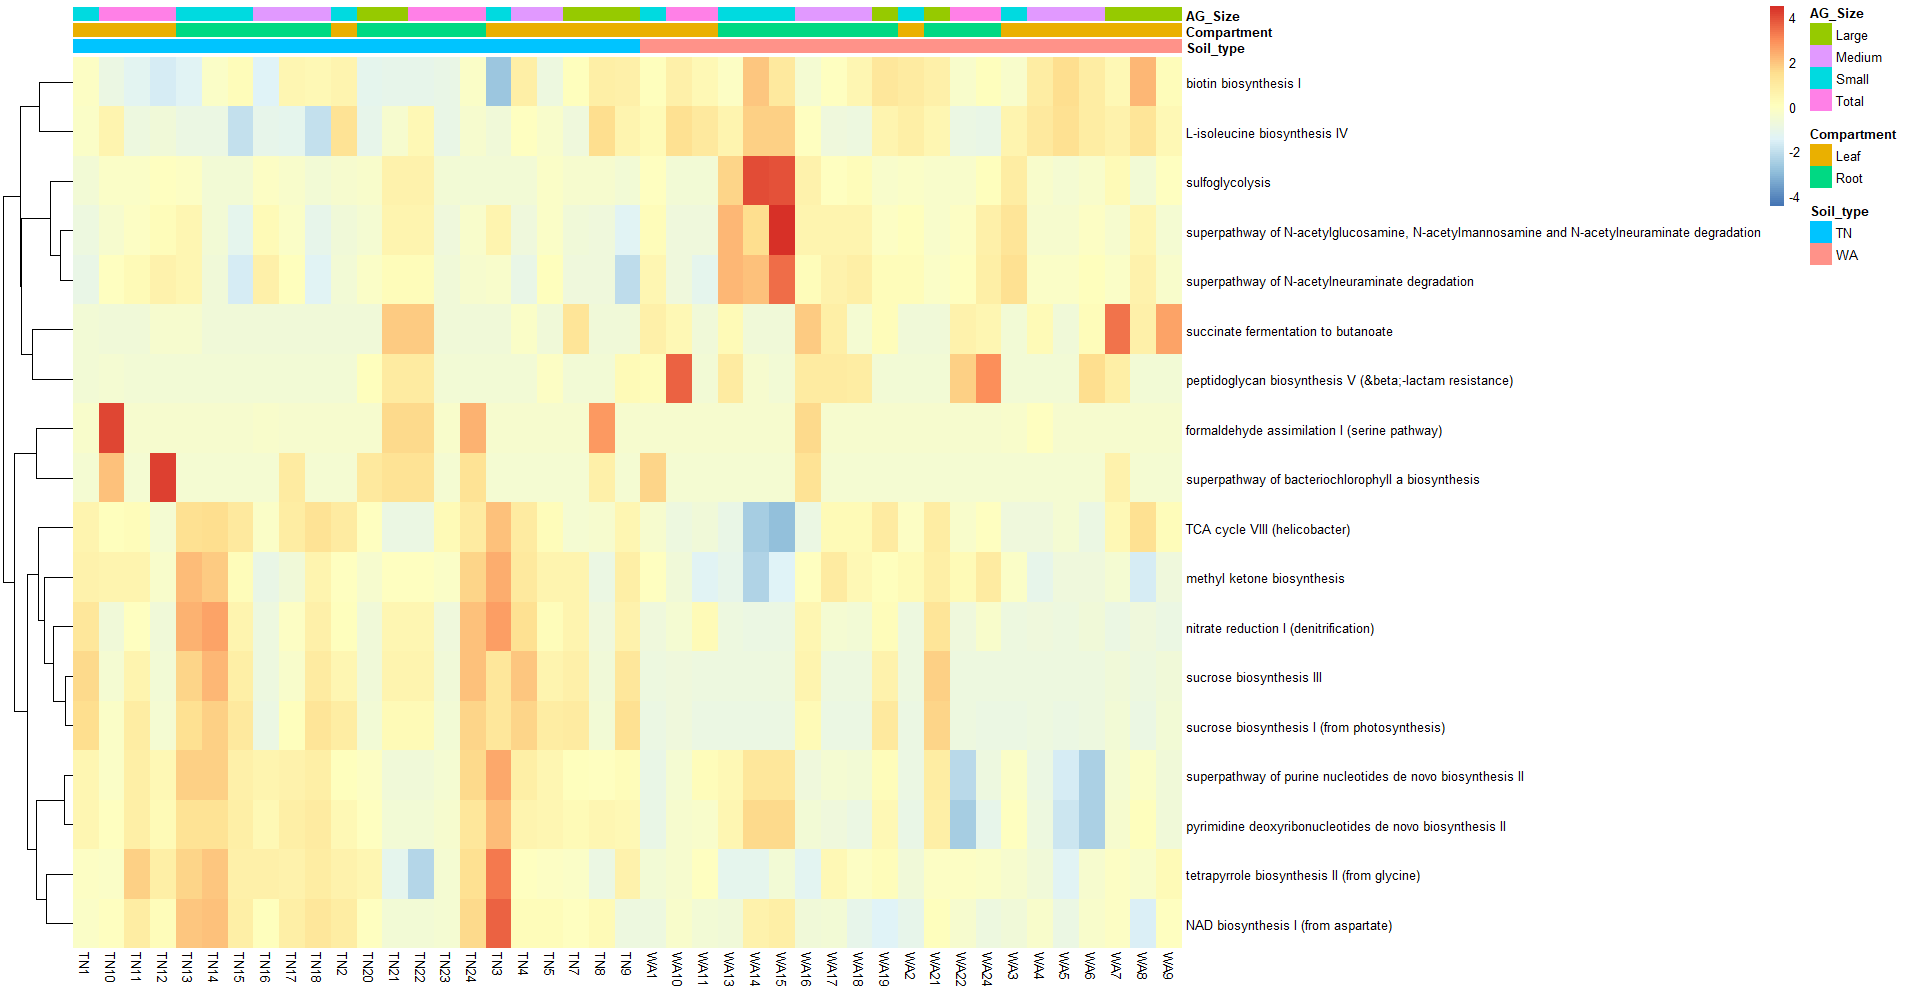 AG_Size
Compartment
Soil_type
biotin biosynthesis I
L-isoleucine biosynthesis IV
sulfoglycolysis
superpathway of N-acetylglucosamine, N-acetylmannosamine and N-acetylneuraminate degradation
superpathway of N-acetylneuraminate degradation
succinate fermentation to butanoate
peptidoglycan biosynthesis V (&beta;-lactam resistance)
formaldehyde assimilation I (serine pathway)
superpathway of bacteriochlorophyll a biosynthesis
TCA cycle VIII (helicobacter)
methyl ketone biosynthesis
nitrate reduction I (denitrification)
sucrose biosynthesis III
sucrose biosynthesis I (from photosynthesis)
superpathway of purine nucleotides de novo biosynthesis II
pyrimidine deoxyribonucleotides de novo biosynthesis II
tetrapyrrole biosynthesis II (from glycine)
NAD biosynthesis I (from aspartate)
TN1
TN10
TN11
TN12
TN13
TN14
TN15
TN16
TN17
TN18
TN2
TN20
TN21
TN22
TN23
TN24
TN3
TN4
TN5
TN7
TN8
TN9
WA1
WA10
WA11
WA13
WA14
WA15
WA16
WA17
WA18
WA19
WA2
WA21
WA22
WA24
WA3
WA4
WA5
WA6
WA7
WA8
WA9
4
2
0
-2
-4
AG_Size
Large
Medium
Small
Total
Compartment
Leaf
Root
Soil_type
TN
WA